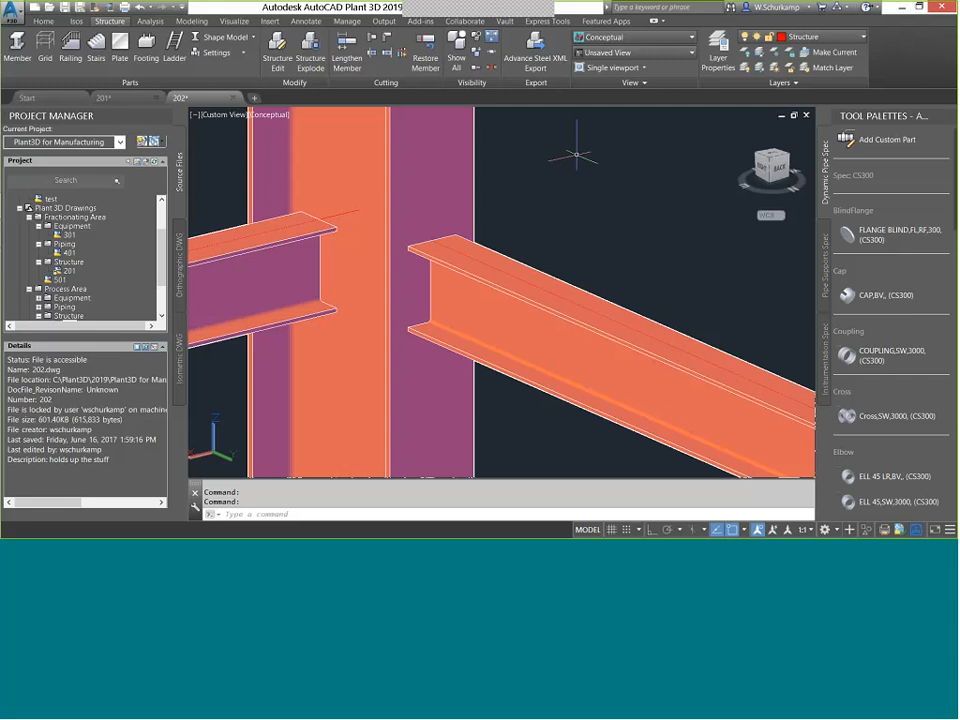 Autodesk AutoCAD Plant 3D 2019
Type a keyword or phrase
W.Schurkamp
P3D
Home Isos Structure Analysis Modeling Visualize Insert Annotate Manage Output Add-ins Collaborate Vault Express Tools Featured Apps
Member
Grid
Railing
Stairs
Plate
Footing
Ladder
Shape Model
Settings
Structure
Edit
Structure
Explode
Lengthen
Member
Restore
Member
Show
All
Advance Steel XML
Export
Conceptual
Unsaved View
Single viewport
Layer
Properties
Structure
Make Current
Match Layer
Parts
Modify
Cutting
Visibility
Export
View
Layers
Start
201*
202*
PROJECT MANAGER
Current Project:
Plant3D for Manufacturing
Project
Search
test
Plant 3D Drawings
Fractionating Area
Equipment
301
Piping
401
Structure
201
501
Process Area
Equipment
Piping
Structure
Details
Status: File is accessible
Name: 202.dwg
File location: C:\Plant3D\2019\Plant3D for Man
DocFile_RevisonName: Unknown
Number: 202
File is locked by user 'wschurkamp' on machin
File size: 601.40KB (615,833 bytes)
File creator: wschurkamp
Last saved: Friday, June 16, 2017 1:59:16 PM
Last edited by: wschurkamp
Description: holds up the stuff
Source Files
Orthographic DWG
Isometric DWG
[−][Custom View][Conceptual]
RIGHT
BACK
WCS
Z
Command:
Command:
Type a command
MODEL
1:1
TOOL PALETTES - A...
Dynamic Pipe Spec
Pipe Supports Spec
Instrumentation Spec
Add Custom Part
Spec: CS300
BlindFlange
FLANGE BLIND,FL,RF,300,
(CS300)
Cap
CAP,BV,, (CS300)
Coupling
COUPLING,SW,3000,
(CS300)
Cross
Cross,SW,3000, (CS300)
Elbow
ELL 45 LR,BV,, (CS300)
ELL 45,SW,3000, (CS300)